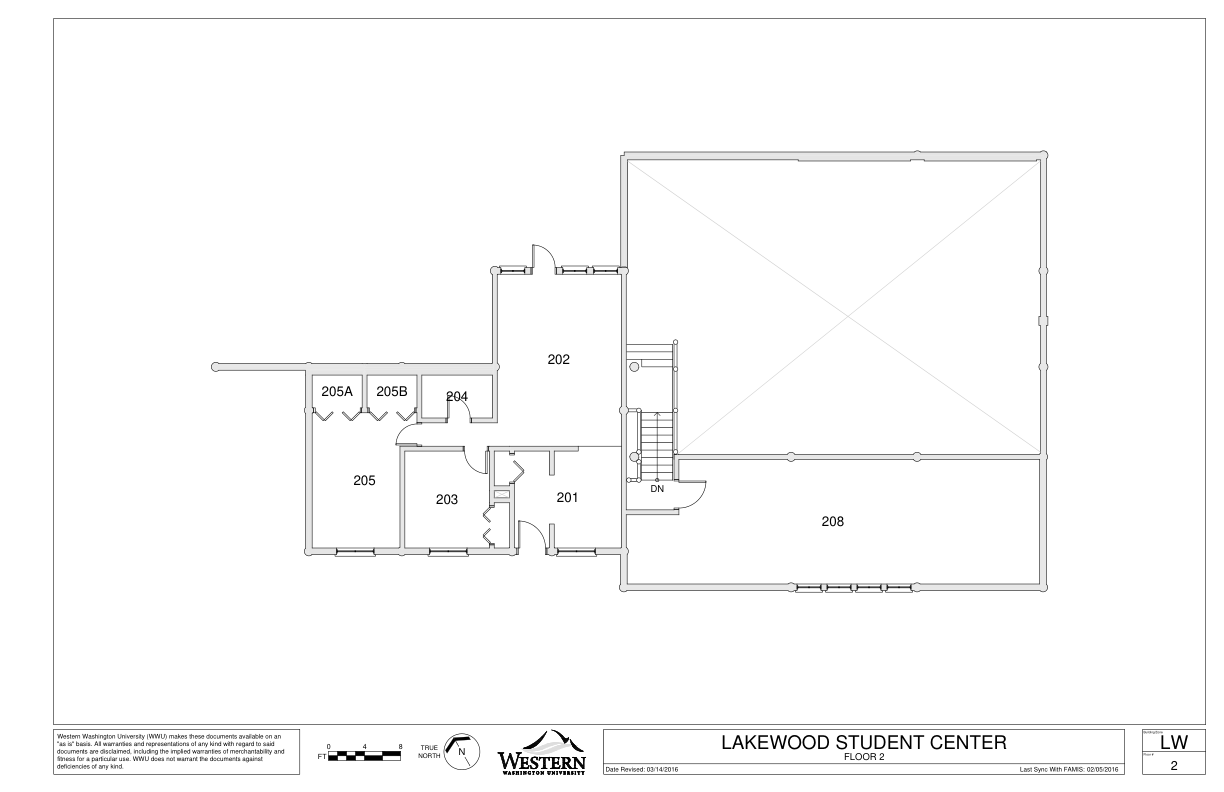 202
205A
205B
204
205
203
201
DN
208
Western Washington University (WWU) makes these documents available on an
"as is" basis. All warranties and representations of any kind with regard to said
documents are disclaimed, including the implied warranties of merchantability and
fitness for a particular use. WWU does not warrant the documents against
deficiencies of any kind.
0 4 8
FT
TRUE
NORTH
N
WESTERN
WASHINGTON UNIVERSITY
LAKEWOOD STUDENT CENTER
FLOOR 2
Date Revised: 03/14/2016
Last Sync With FAMIS: 02/05/2016
LW
2